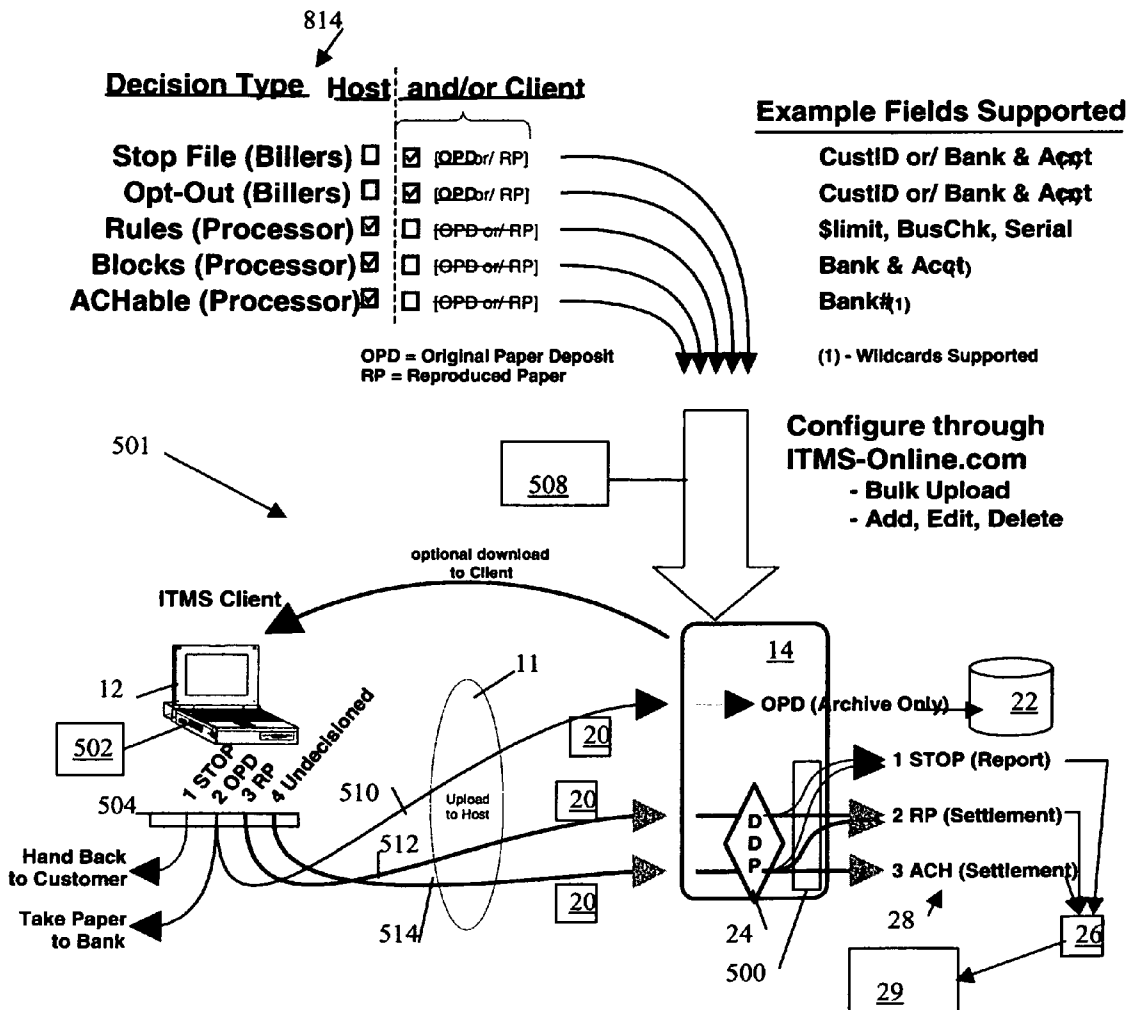 814
Decision Type Host and/or Client
Example Fields Supported
Stop File (Billers) [OPD or/ RP] CustID or/ Bank & Acct
Opt-Out (Billers) [OPD or/ RP] CustID or/ Bank & Acct
Rules (Processor) [OPD or/ RP] $limit, BusChk, Serial
Blocks (Processor) [OPD or/ RP] Bank & Acct
ACHable (Processor) [OPD or/ RP] Bank# (1)
OPD = Original Paper Deposit
RP = Reproduced Paper
(1) - Wildcards Supported
501
508
Configure through
ITMS-Online.com
- Bulk Upload
- Add, Edit, Delete
optional download
to Client
ITMS Client
12
11
14
502
1 STOP
2 OPD
3 RP
4 Undecisioned
OPD (Archive Only)
22
20
504
510
Upload
to Host
20
1 STOP (Report)
2 RP (Settlement)
3 ACH (Settlement)
DDP
Hand Back
to Customer
512
20
Take Paper
to Bank
514
24
500
28
26
29